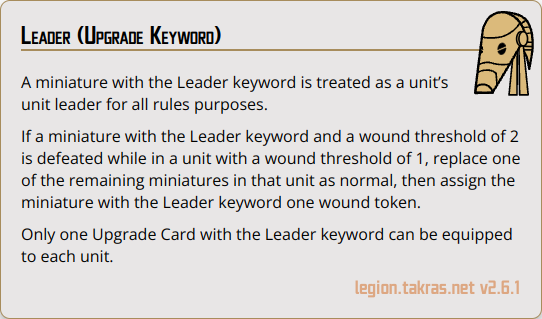 Leader (Upgrade Keyword)
A miniature with the Leader keyword is treated as a unit’s
unit leader for all rules purposes.
If a miniature with the Leader keyword and a wound threshold of 2
is defeated while in a unit with a wound threshold of 1, replace one
of the remaining miniatures in that unit as normal, then assign the
miniature with the Leader keyword one wound token.
Only one Upgrade Card with the Leader keyword can be equipped
to each unit.
legion.takras.net v2.6.1